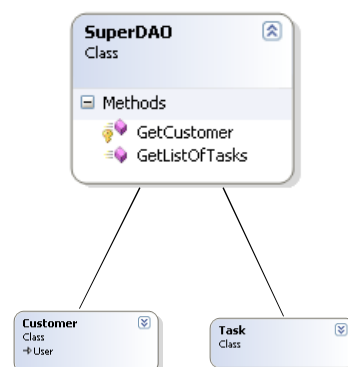 SuperDAO
Class
Methods
GetCustomer
GetListOfTasks
Customer
Class
User
Task
Class